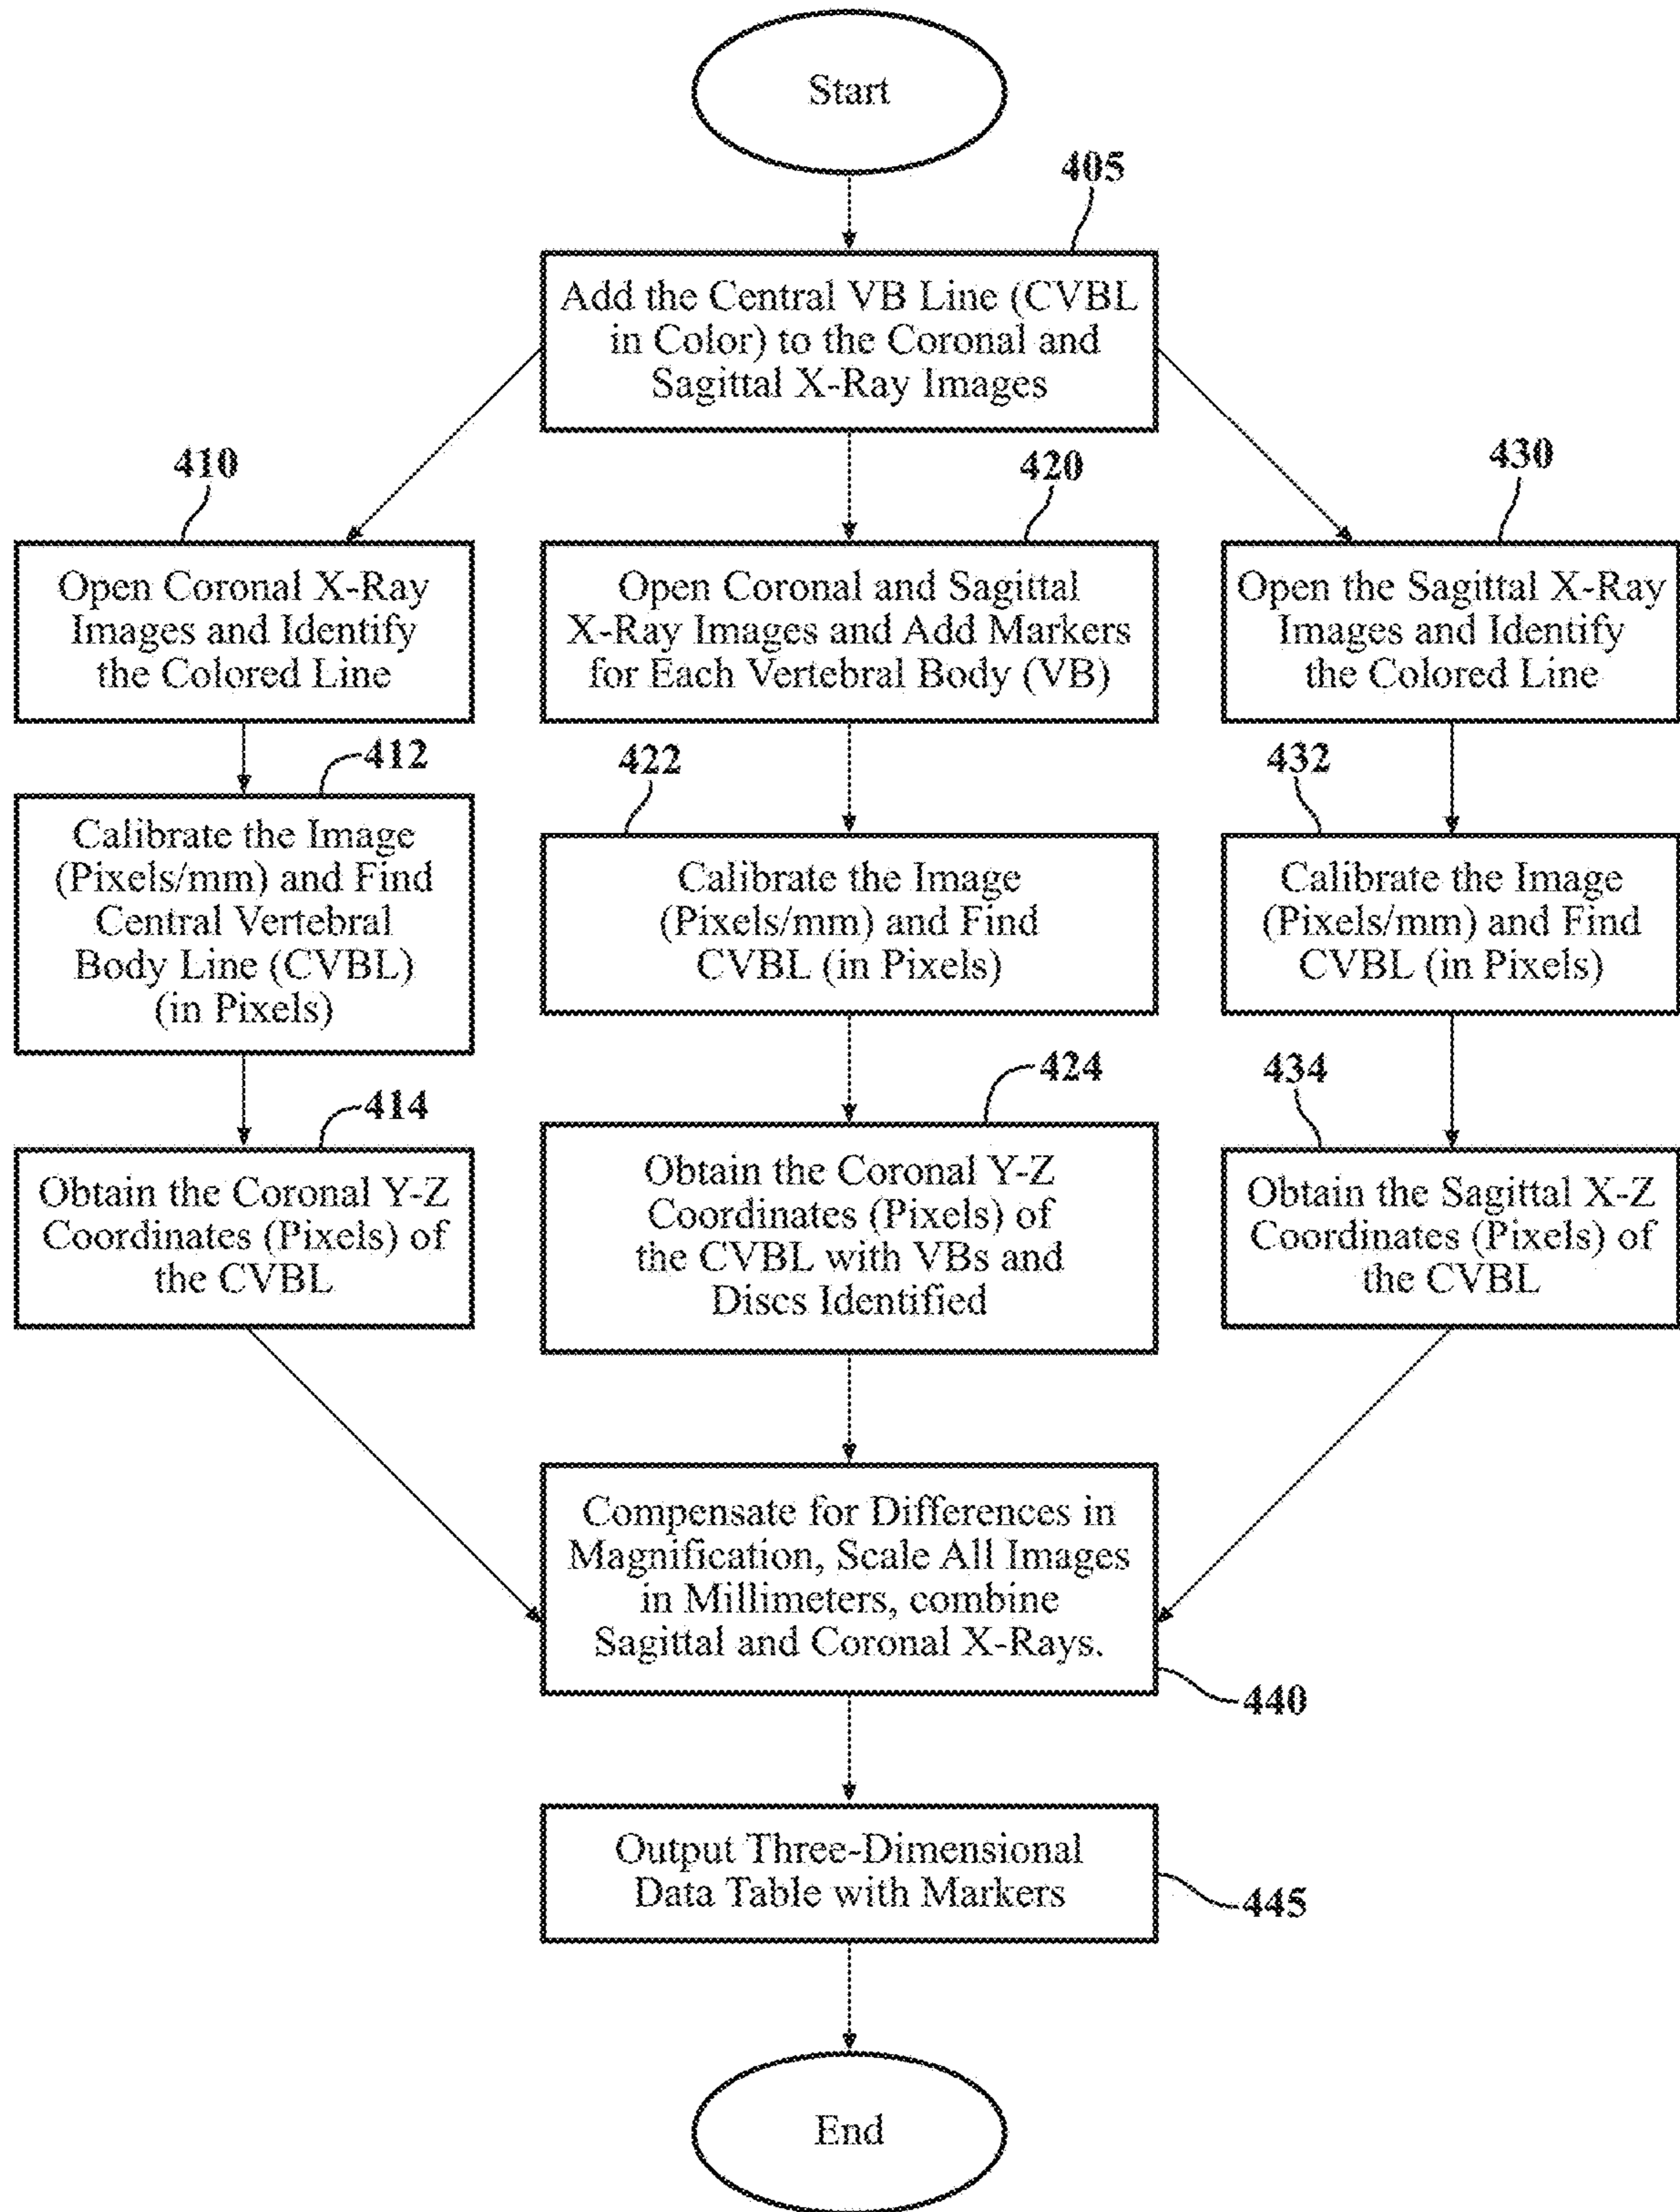 Start
405
Add the Central VB Line (CVBL
in Color) to the Coronal and
Sagittal X-Ray Images
410
Open Coronal X-Ray
Images and Identify
the Colored Line
420
Open Coronal and Sagittal
X-Ray Images and Add Markers
for Each Vertebral Body (VB)
430
Open the Sagittal X-Ray
Images and Identify
the Colored Line
412
Calibrate the Image
(Pixels/mm) and Find
Central Vertebral
Body Line (CVBL)
(in Pixels)
422
Calibrate the Image
(Pixels/mm) and Find
CVBL (in Pixels)
432
Calibrate the Image
(Pixels/mm) and Find
CVBL (in Pixels)
414
Obtain the Coronal Y-Z
Coordinates (Pixels) of
the CVBL
424
Obtain the Coronal Y-Z
Coordinates (Pixels) of
the CVBL with VBs and
Discs Identified
434
Obtain the Sagittal X-Z
Coordinates (Pixels) of
the CVBL
Compensate for Differences in
Magnification, Scale All Images
in Millimeters, combine
Sagittal and Coronal X-Rays.
440
Output Three-Dimensional
Data Table with Markers
445
End